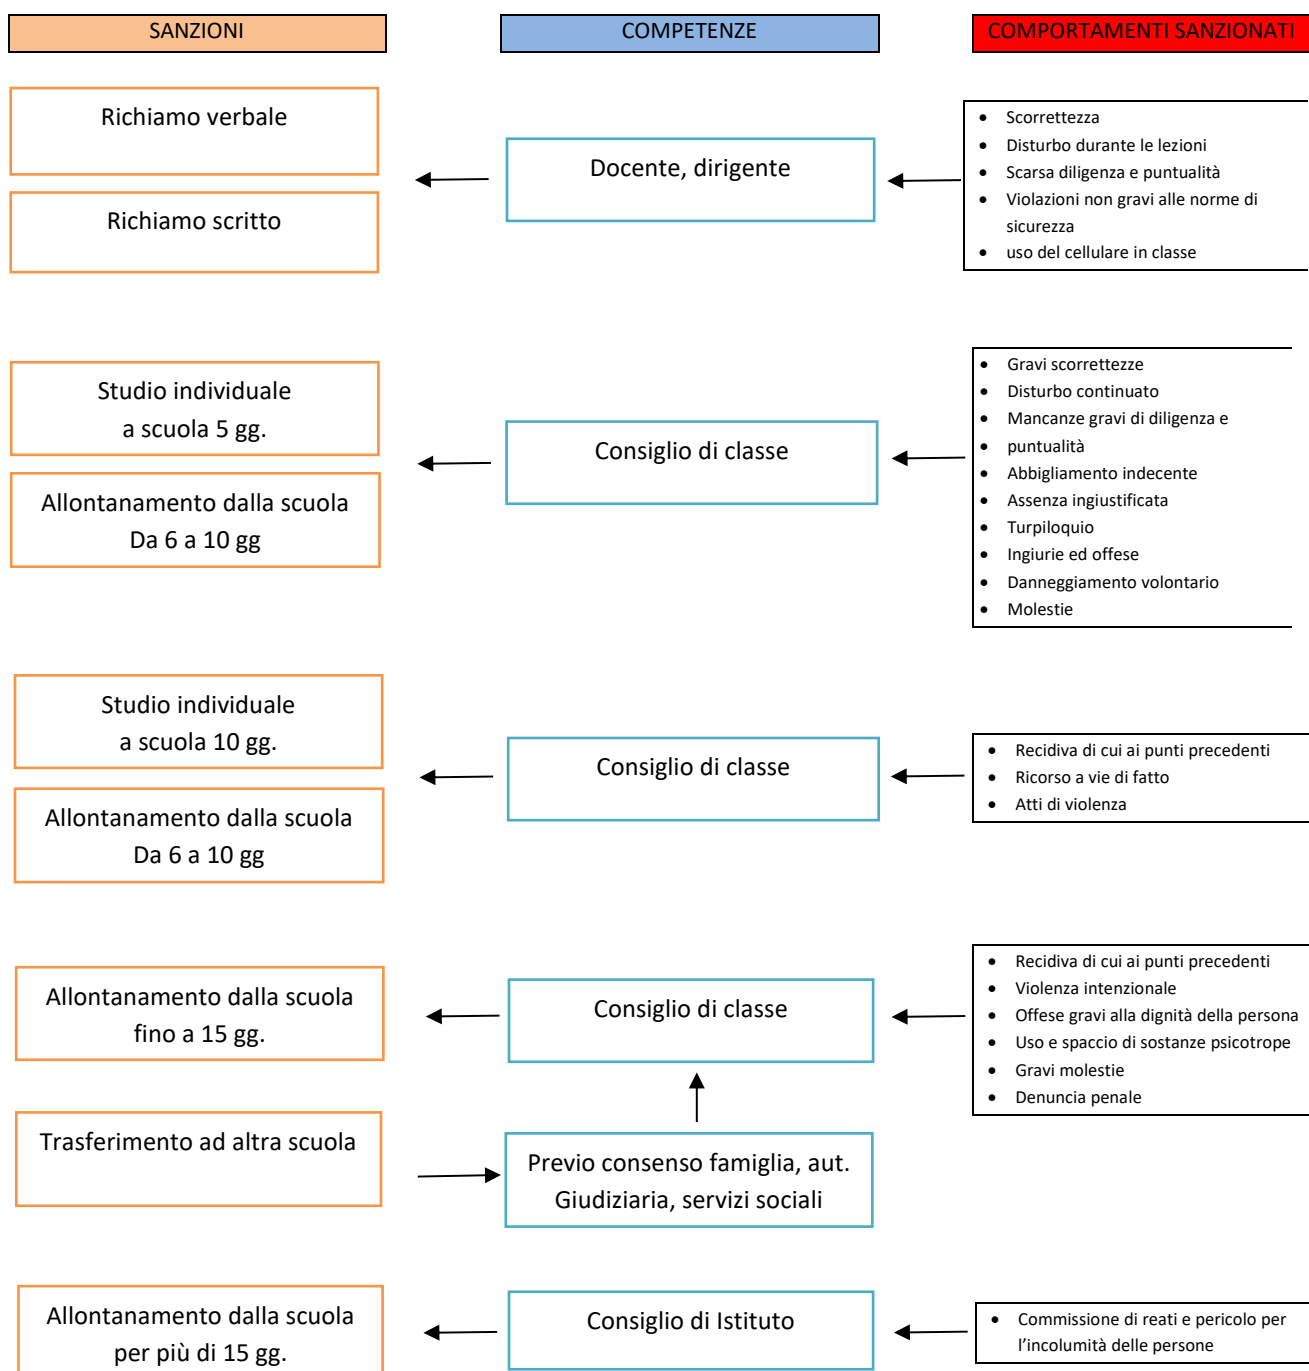 SANZIONI
COMPETENZE
COMPORTAMENTI SANZIONATI
Richiamo verbale
Richiamo scritto
Docente, dirigente
• Scorrettezza
• Disturbo durante le lezioni
• Scarsa diligenza e puntualità
• Violazioni non gravi alle norme di
sicurezza
• uso del cellulare in classe
Studio individuale
a scuola 5 gg.
Allontanamento dalla scuola
Da 6 a 10 gg
Consiglio di classe
• Gravi scorrettezze
• Disturbo continuato
• Mancanze gravi di diligenza e
• puntualità
• Abbigliamento indecente
• Assenza ingiustificata
• Turpiloquio
• Ingiurie ed offese
• Danneggiamento volontario
• Molestie
Studio individuale
a scuola 10 gg.
Allontanamento dalla scuola
Da 6 a 10 gg
Consiglio di classe
• Recidiva di cui ai punti precedenti
• Ricorso a vie di fatto
• Atti di violenza
Allontanamento dalla scuola
fino a 15 gg.
Consiglio di classe
• Recidiva di cui ai punti precedenti
• Violenza intenzionale
• Offese gravi alla dignità della persona
• Uso e spaccio di sostanze psicotrope
• Gravi molestie
• Denuncia penale
Trasferimento ad altra scuola
Previo consenso famiglia, aut.
Giudiziaria, servizi sociali
Allontanamento dalla scuola
per più di 15 gg.
Consiglio di Istituto
• Commissione di reati e pericolo per
l’incolumità delle persone